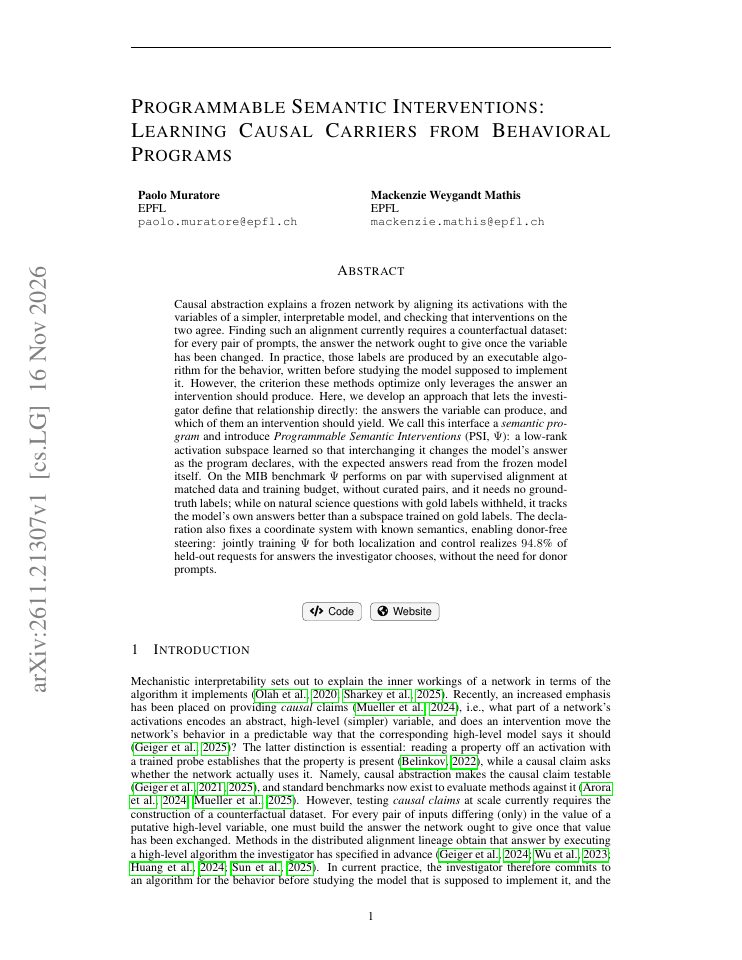 PROGRAMMABLE SEMANTIC INTERVENTIONS:
LEARNING CAUSAL CARRIERS FROM BEHAVIORAL
PROGRAMS
Paolo Muratore
EPFL
paolo.muratore@epfl.ch
Mackenzie Weygandt Mathis
EPFL
mackenzie.mathis@epfl.ch
arXiv:2611.21307v1 [cs.LG] 16 Nov 2026
ABSTRACT
Causal abstraction explains a frozen network by aligning its activations with the
variables of a simpler, interpretable model, and checking that interventions on
the two agree. Finding such an alignment currently requires a counterfactual dataset:
for every pair of prompts, the answer the network ought to give once the variable
has been changed. In practice, those labels are produced by an executable algo-
rithm for the behavior, written before studying the model supposed to implement
it. However, the criterion these methods optimize only leverages the answer an
intervention should produce. Here, we develop an approach that lets the investi-
gator define that relationship directly: the answers the variable can produce, and
which of them an intervention should yield. We call this interface a semantic pro-
gram and introduce Programmable Semantic Interventions (PSI, Ψ): a low-rank
activation subspace learned so that interchanging it changes the model's answer
as the program declares, with the expected answers read from the frozen model
itself. On the MIB benchmark Ψ performs on par with supervised alignment at
matched data and training budget, without curated pairs, and it needs no ground-
truth labels; while on natural science questions with gold labels withheld, it tracks
the model's own answers better than a subspace trained on gold labels. The decla-
ration also fixes a coordinate system with known semantics, enabling donor-free
steering: jointly training Ψ for both localization and control realizes 94.8% of
held-out requests for answers the investigator chooses, without the need for donor
prompts.
Code Website
1 INTRODUCTION
Mechanistic interpretability sets out to explain the inner workings of a network in terms of the
algorithm it implements (Olah et al., 2020; Sharkey et al., 2025). Recently, an increased emphasis
has been placed on providing causal claims (Mueller et al., 2024), i.e., what part of a network's
activations encodes an abstract, high-level (simpler) variable, and does an intervention move the
network's behavior in a predictable way that the corresponding high-level model says it should
(Geiger et al., 2025)? The latter distinction is essential: reading a property off an activation with
a trained probe establishes that the property is present (Belinkov, 2022), while a causal claim asks
whether the network actually uses it. Namely, causal abstraction makes the causal claim testable
(Geiger et al., 2021; 2025), and standard benchmarks now exist to evaluate methods against it (Arora
et al., 2024; Mueller et al., 2025). However, testing causal claims at scale currently requires the
construction of a counterfactual dataset. For every pair of inputs differing (only) in the value of a
putative high-level variable, one must build the answer the network ought to give once that value
has been exchanged. Methods in the distributed alignment lineage obtain that answer by executing
a high-level algorithm the investigator has specified in advance (Geiger et al., 2024; Wu et al., 2023;
Huang et al., 2024; Sun et al., 2025). In current practice, the investigator therefore commits to
an algorithm for the behavior before studying the model that is supposed to implement it, and the
1